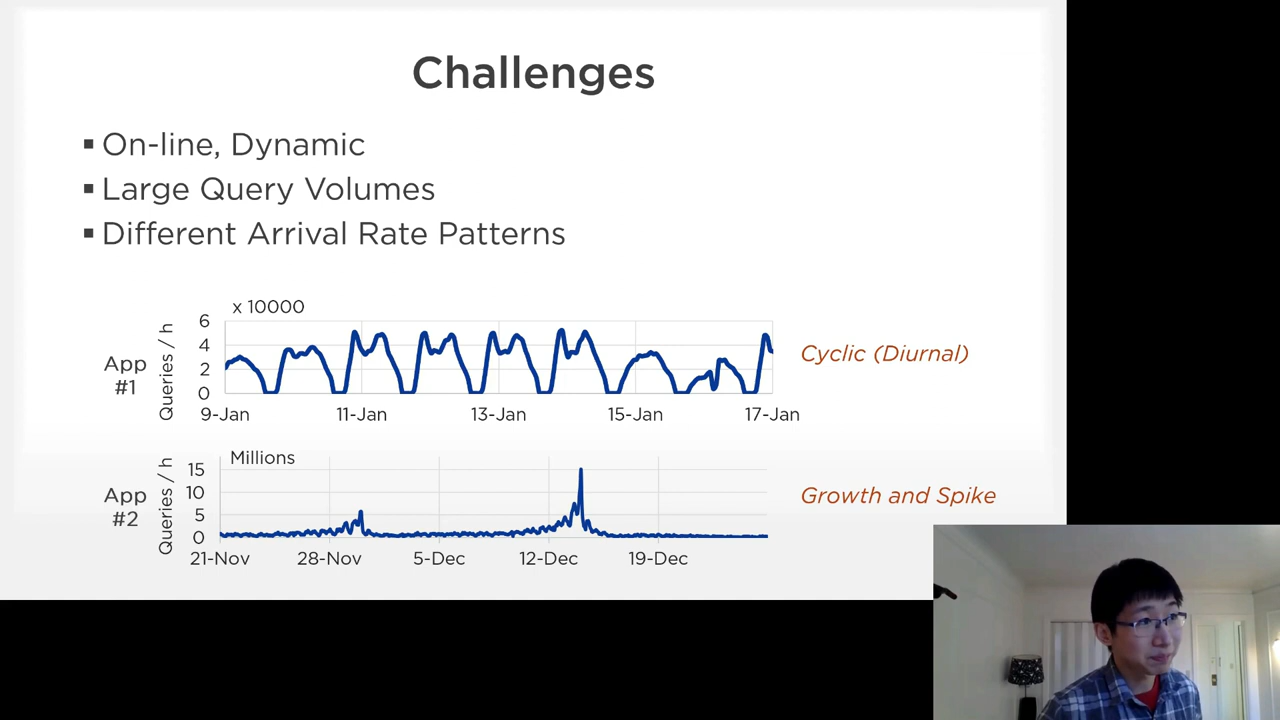 Challenges
▪ On-line, Dynamic
▪ Large Query Volumes
▪ Different Arrival Rate Patterns
x 10000
App #1
Queries / h
6
4
2
0
9-Jan 11-Jan 13-Jan 15-Jan 17-Jan
Cyclic (Diurnal)
Millions
App #2
Queries / h
15
10
5
0
21-Nov 28-Nov 5-Dec 12-Dec 19-Dec
Growth and Spike